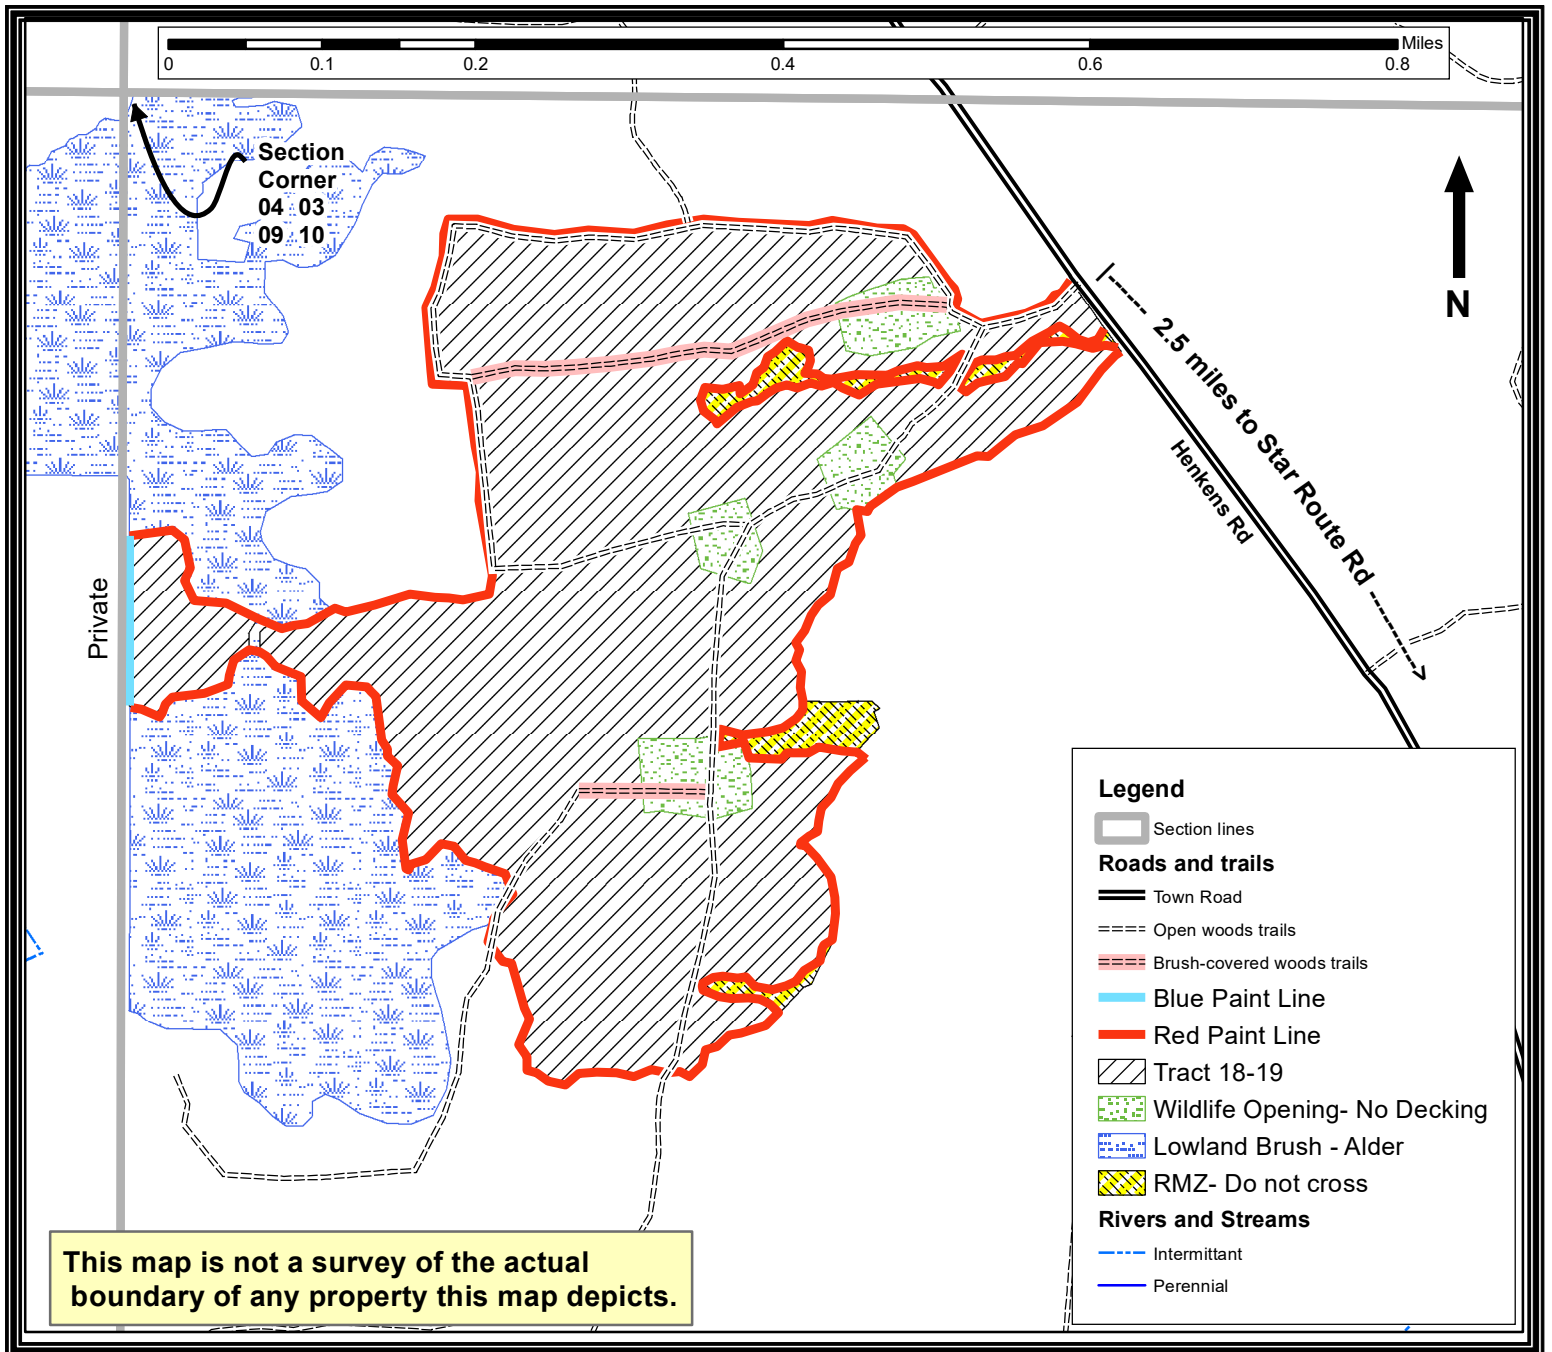 Miles
0 0.1 0.2 0.4 0.6 0.8
Section
Corner
04 03
09 10
N
2.5 miles to Star Route Rd
Henkens Rd
Private
Legend
Section lines
Roads and trails
Town Road
Open woods trails
Brush-covered woods trails
Blue Paint Line
Red Paint Line
Tract 18-19
Wildlife Opening- No Decking
Lowland Brush - Alder
RMZ- Do not cross
Rivers and Streams
Intermittant
Perennial
This map is not a survey of the actual
boundary of any property this map depicts.